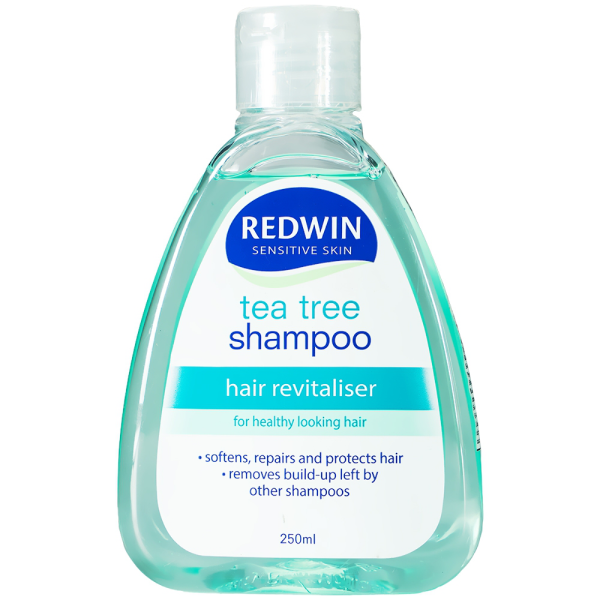 REDWIN
SENSITIVE SKIN
tea tree
shampoo
hair revitaliser
for healthy looking hair
• softens, repairs and protects hair
• removes build-up left by
other shampoos
250ml